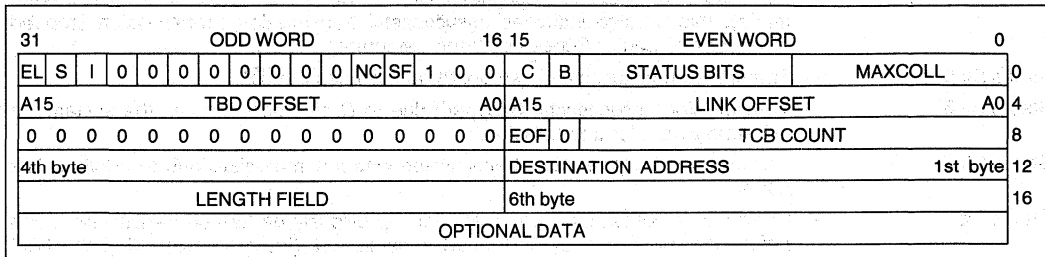 31 ODD WORD 16 15 EVEN WORD 0
EL S I 0 0 0 0 0 0 0 0 NC SF 1 0 0 C B STATUS BITS MAXCOLL 0
A15 TBD OFFSET A0 A15 LINK OFFSET A0 4
0 0 0 0 0 0 0 0 0 0 0 0 0 0 0 0 EOF 0 TCB COUNT 8
4th byte DESTINATION ADDRESS 1st byte 12
LENGTH FIELD 6th byte 16
OPTIONAL DATA